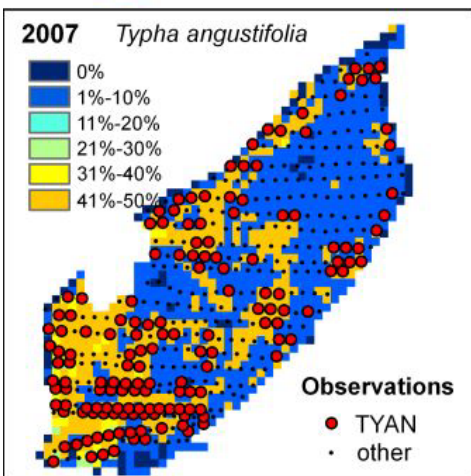 2007 Typha angustifolia
0%
1%-10%
11%-20%
21%-30%
31%-40%
41%-50%
Observations
TYAN
other